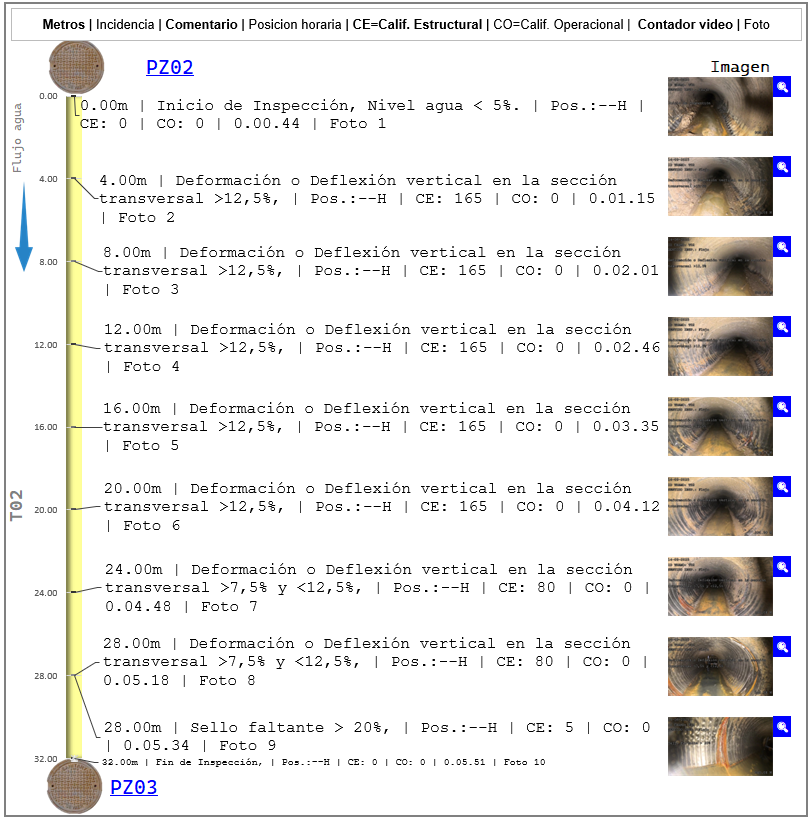 Metros | Incidencia | Comentario | Posicion horaria | CE=Calif. Estructural | CO=Calif. Operacional | Contador video | Foto
PZ02
Imagen
Flujo agua
0.00
0.00m | Inicio de Inspección, Nivel agua < 5%. | Pos.:--H |
CE: 0 | CO: 0 | 0.00.44 | Foto 1
4.00
4.00m | Deformación o Deflexión vertical en la sección
transversal >12,5%, | Pos.:--H | CE: 165 | CO: 0 | 0.01.15
| Foto 2
8.00
8.00m | Deformación o Deflexión vertical en la sección
transversal >12,5%, | Pos.:--H | CE: 165 | CO: 0 | 0.02.01
| Foto 3
12.00
12.00m | Deformación o Deflexión vertical en la sección
transversal >12,5%, | Pos.:--H | CE: 165 | CO: 0 | 0.02.46
| Foto 4
16.00
16.00m | Deformación o Deflexión vertical en la sección
transversal >12,5%, | Pos.:--H | CE: 165 | CO: 0 | 0.03.35
| Foto 5
T02
20.00
20.00m | Deformación o Deflexión vertical en la sección
transversal >12,5%, | Pos.:--H | CE: 165 | CO: 0 | 0.04.12
| Foto 6
24.00
24.00m | Deformación o Deflexión vertical en la sección
transversal >7,5% y <12,5%, | Pos.:--H | CE: 80 | CO: 0 |
0.04.48 | Foto 7
28.00
28.00m | Deformación o Deflexión vertical en la sección
transversal >7,5% y <12,5%, | Pos.:--H | CE: 80 | CO: 0 |
0.05.18 | Foto 8
28.00m | Sello faltante > 20%, | Pos.:--H | CE: 5 | CO: 0
| 0.05.34 | Foto 9
32.00
32.00m | Fin de Inspección, | Pos.:--H | CE: 0 | CO: 0 | 0.05.51 | Foto 10
PZ03